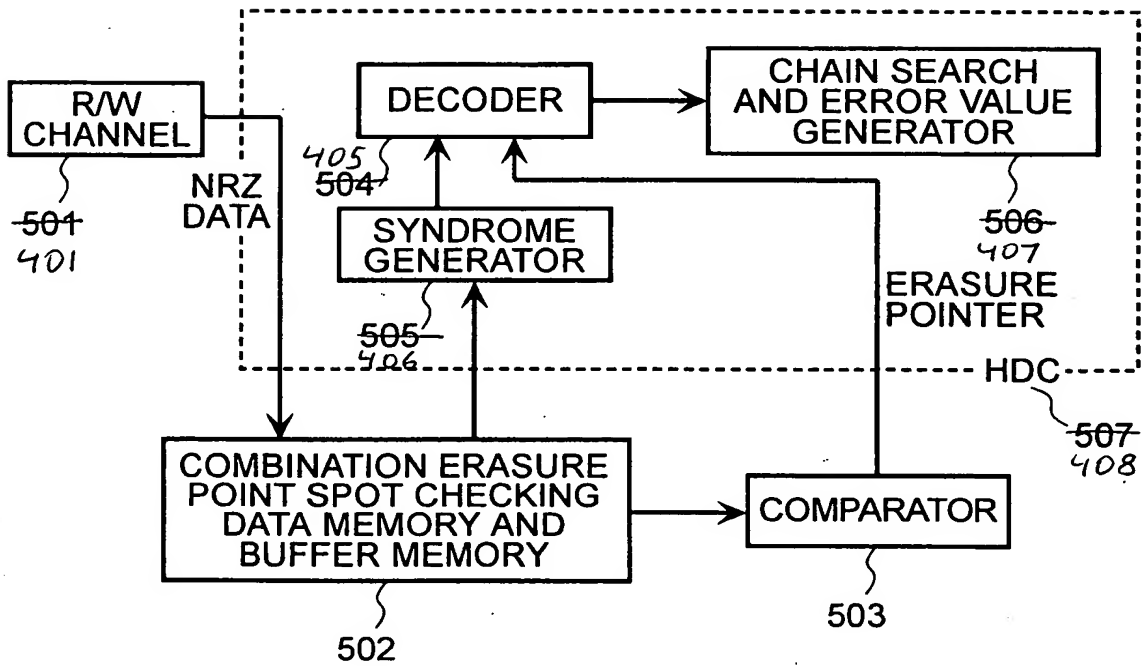 R/W
CHANNEL
501
401
NRZ
DATA
DECODER
405
504
CHAIN SEARCH
AND ERROR VALUE
GENERATOR
506
407
SYNDROME
GENERATOR
505
406
ERASURE
POINTER
HDC
507
408
COMBINATION ERASURE
POINT SPOT CHECKING
DATA MEMORY AND
BUFFER MEMORY
502
COMPARATOR
503